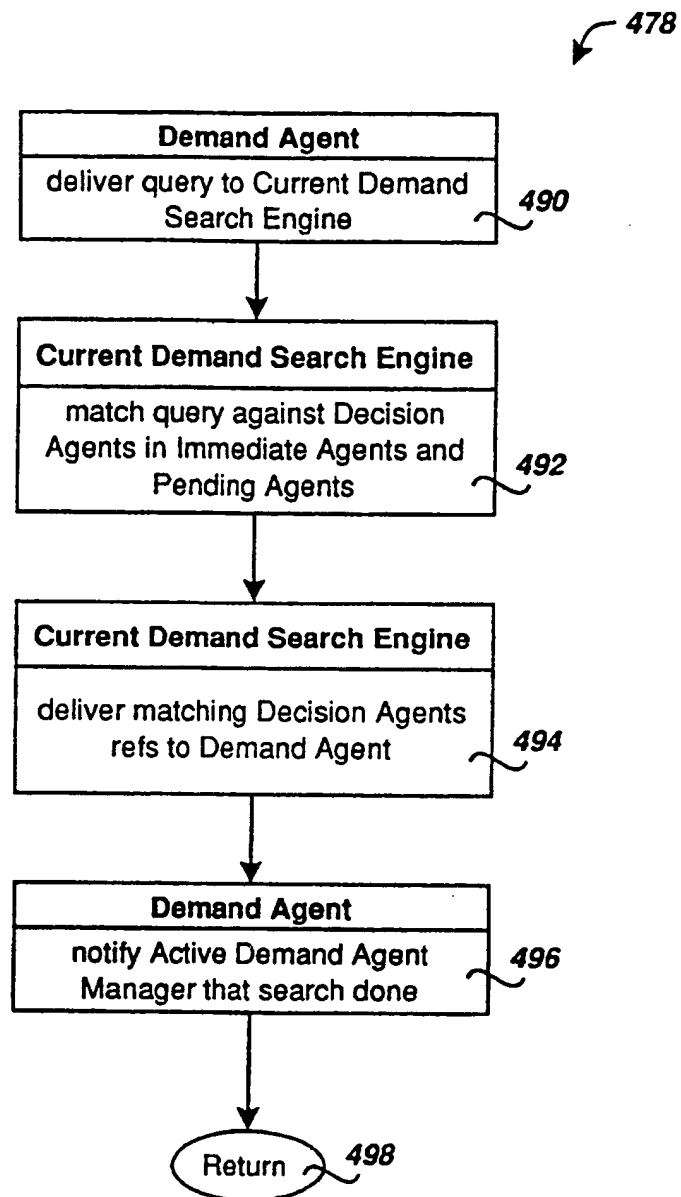 478
Demand Agent
deliver query to Current Demand
Search Engine
490
Current Demand Search Engine
match query against Decision
Agents in Immediate Agents and
Pending Agents
492
Current Demand Search Engine
deliver matching Decision Agents
refs to Demand Agent
494
Demand Agent
notify Active Demand Agent
Manager that search done
496
Return
498